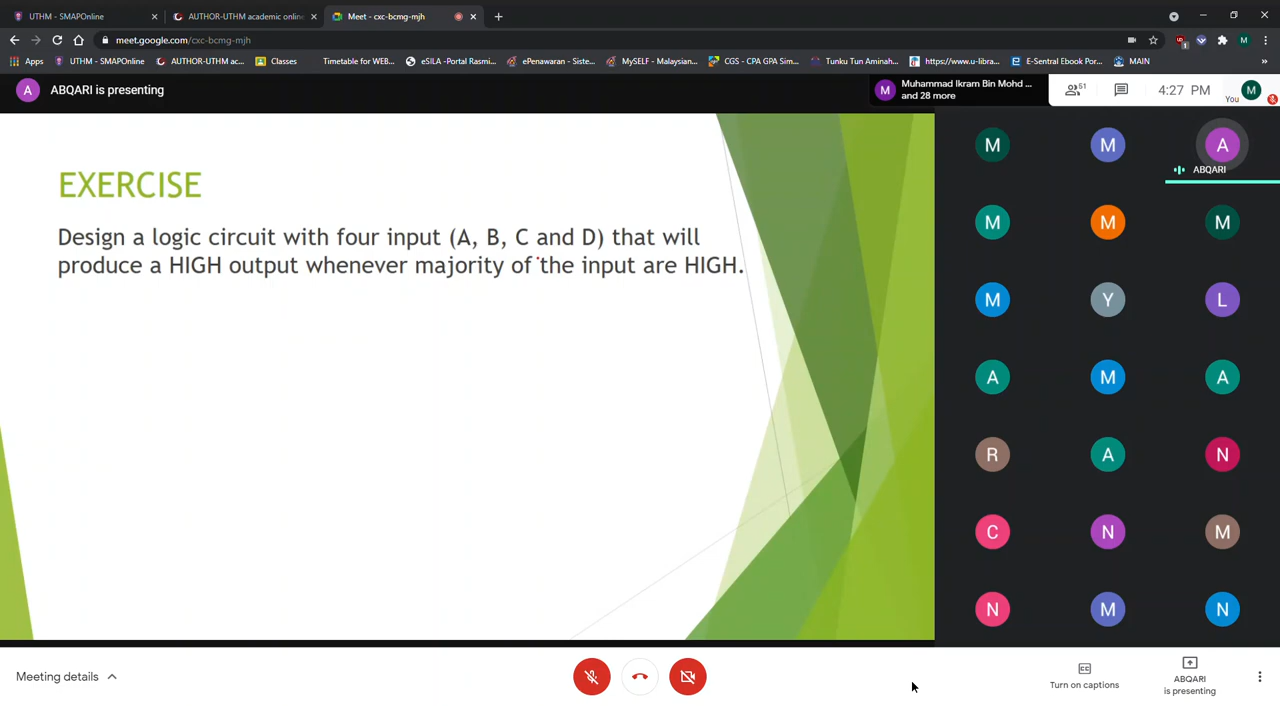 UTHM - SMAPOnline
AUTHOR-UTHM academic online
Meet - cxc-bcmg-mjh
meet.google.com/cxc-bcmg-mjh
Apps
UTHM - SMAPOnline
AUTHOR-UTHM ac...
Classes
Timetable for WEB...
eSILA -Portal Rasmi...
ePenawaran - Siste...
MySELF - Malaysian...
CGS - CPA GPA Sim...
Tunku Tun Aminah...
https://www.u-libra...
E-Sentral Ebook Por...
MAIN
»
A
ABQARI is presenting
M
Muhammad Ikram Bin Mohd ...
and 28 more
51
4:27 PM
You
M
EXERCISE
Design a logic circuit with four input (A, B, C and D) that will
produce a HIGH output whenever majority of the input are HIGH.
M M A
ABQARI
M M M
M Y L
A M A
R A N
C N M
N M N
Meeting details
Turn on captions
ABQARI
is presenting